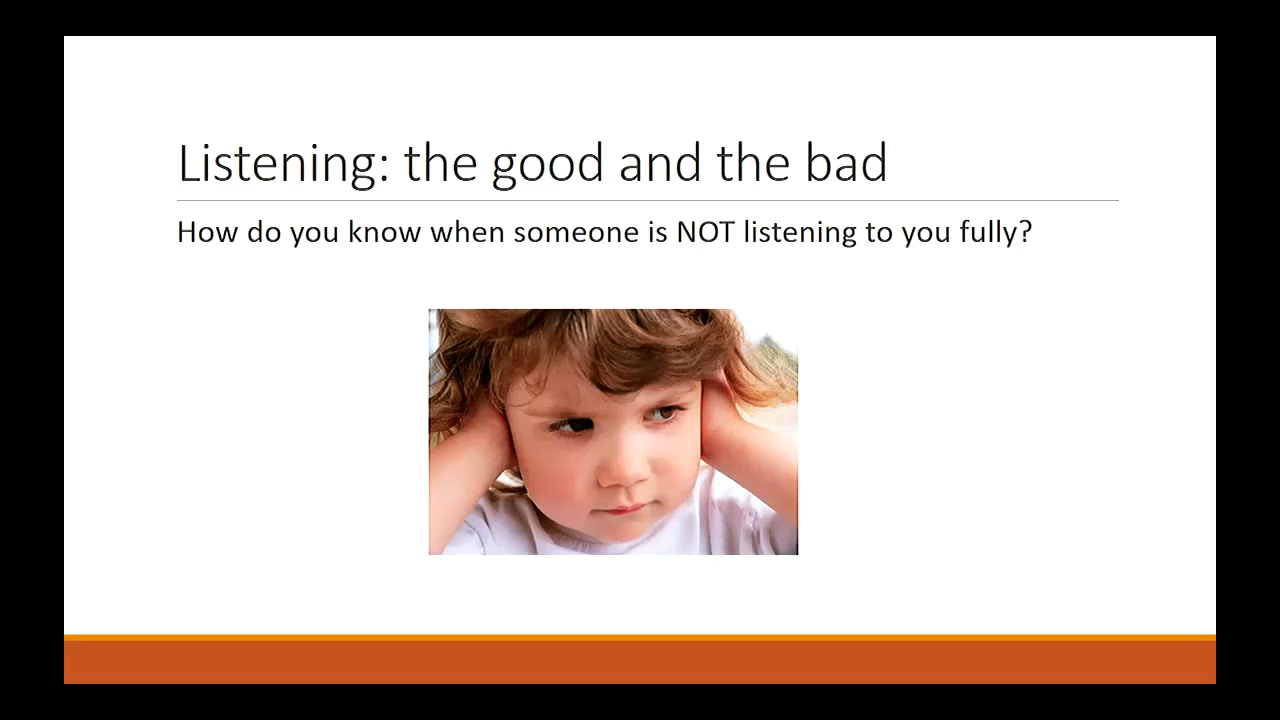 Listening: the good and the bad
How do you know when someone is NOT listening to you fully?